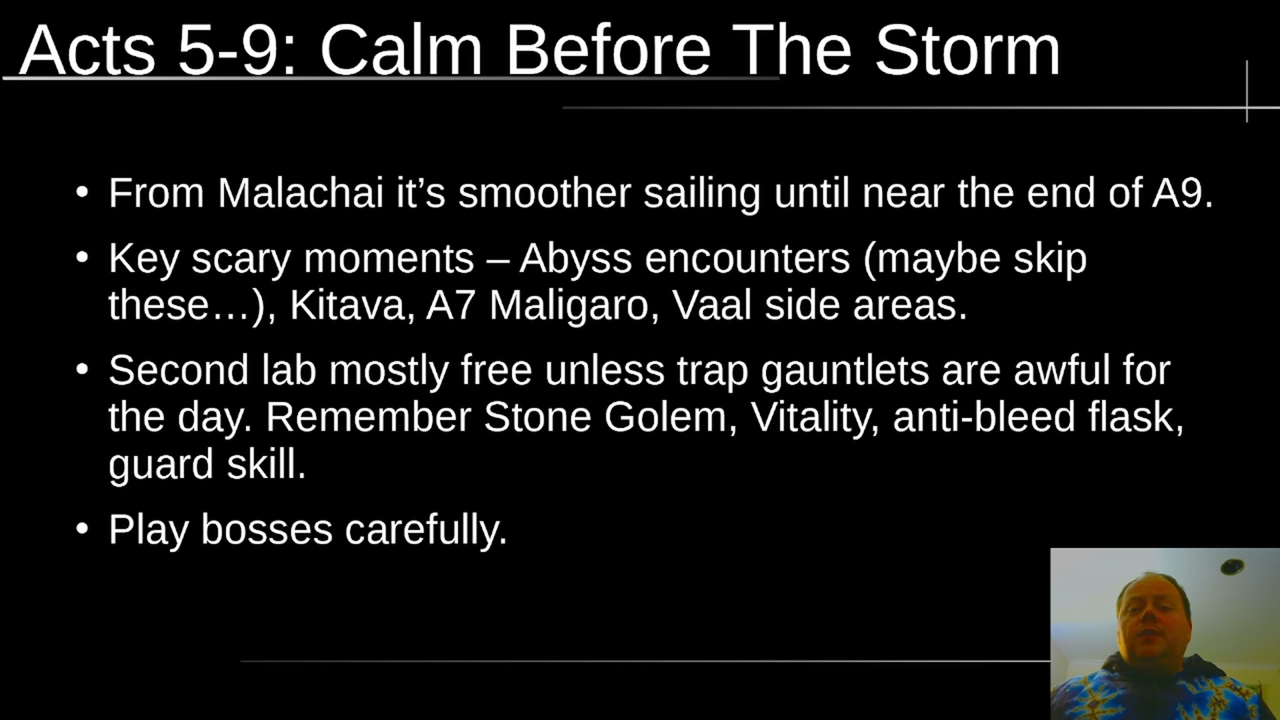 Acts 5-9: Calm Before The Storm
• From Malachai it’s smoother sailing until near the end of A9.
• Key scary moments – Abyss encounters (maybe skip
these…), Kitava, A7 Maligaro, Vaal side areas.
• Second lab mostly free unless trap gauntlets are awful for
the day. Remember Stone Golem, Vitality, anti-bleed flask,
guard skill.
• Play bosses carefully.